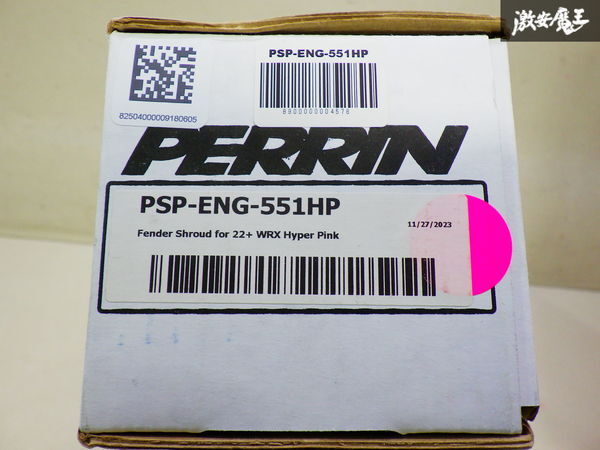 激安魔王
PSP-ENG-551HP
8900000004576
82504000009180605
PERRIN
PSP-ENG-551HP
11/27/2023
Fender Shroud for 22+ WRX Hyper Pink